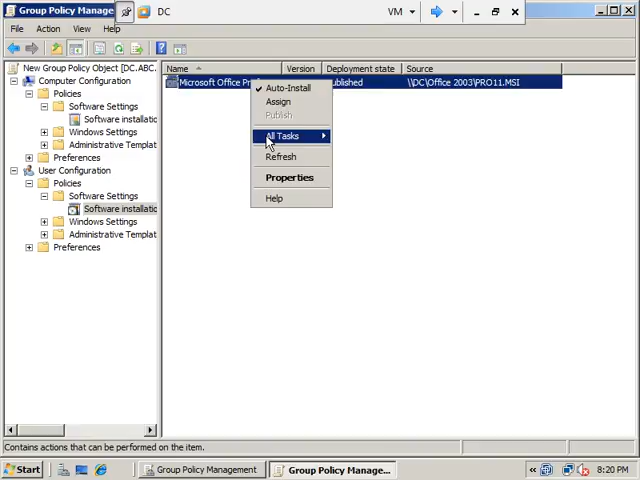 Group Policy Manag
DC
VM
File Action View Help
New Group Policy Object [DC.ABC.
Computer Configuration
Policies
Software Settings
Software installatio
Windows Settings
Administrative Templat
Preferences
User Configuration
Policies
Software Settings
Software installatio
Windows Settings
Administrative Templat
Preferences
Name Version Deployment state Source
Microsoft Office \\DC\Office 2003\PRO11.MSI
Auto-Install
Assign
Publish
All Tasks
Refresh
Properties
Help
Contains actions that can be performed on the item.
Start Group Policy Management Group Policy Manage... 8:20 PM